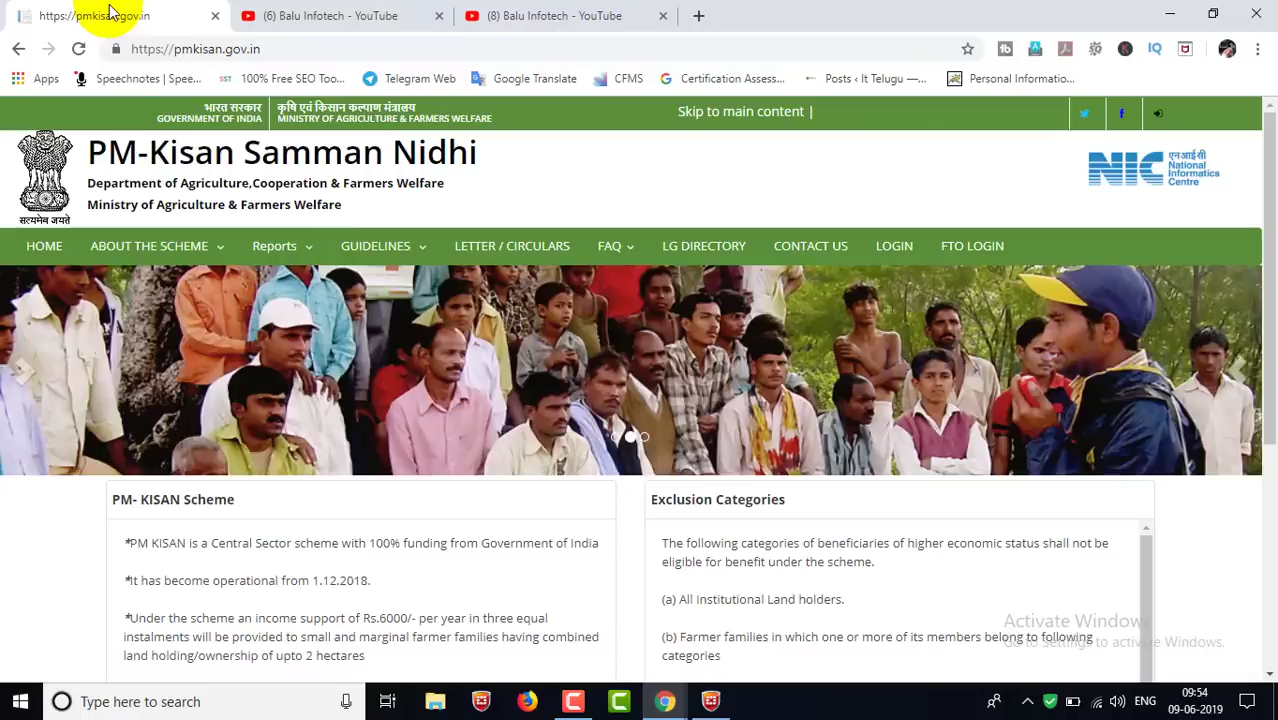 https://pmkisan.gov.in
(6) Balu Infotech - YouTube
(8) Balu Infotech - YouTube
https://pmkisan.gov.in
Apps
Speechnotes | Spee...
SST 100% Free SEO Tool...
Telegram Web
Google Translate
CFMS
Certification Assess...
Posts ‹ It Telugu —...
Personal Informatio...
भारत सरकार
GOVERNMENT OF INDIA
कृषि एवं किसान कल्याण मंत्रालय
MINISTRY OF AGRICULTURE & FARMERS WELFARE
Skip to main content |
PM-Kisan Samman Nidhi
Department of Agriculture,Cooperation & Farmers Welfare
Ministry of Agriculture & Farmers Welfare
सत्यमेव जयते
NIC
एनआईसी
National
Informatics
Centre
HOME
ABOUT THE SCHEME
Reports
GUIDELINES
LETTER / CIRCULARS
FAQ
LG DIRECTORY
CONTACT US
LOGIN
FTO LOGIN
PM- KISAN Scheme
*PM KISAN is a Central Sector scheme with 100% funding from Government of India
*It has become operational from 1.12.2018.
*Under the scheme an income support of Rs.6000/- per year in three equal
instalments will be provided to small and marginal farmer families having combined
land holding/ownership of upto 2 hectares
Exclusion Categories
The following categories of beneficiaries of higher economic status shall not be
eligible for benefit under the scheme.
(a) All Institutional Land holders.
(b) Farmer families in which one or more of its members belong to following
categories
Activate Windows
Go to Settings to activate Windows.
Type here to search
ENG
09:54
09-06-2019